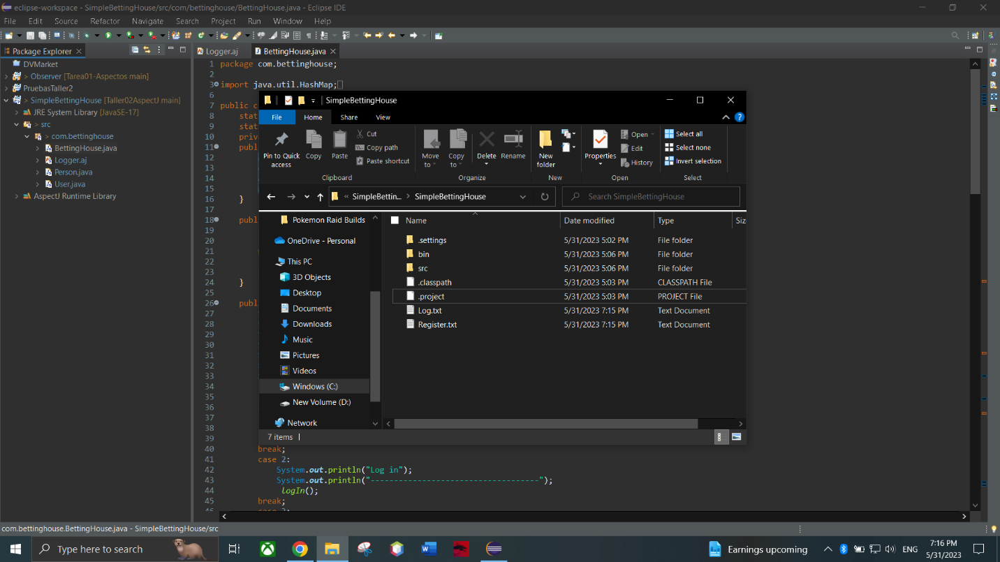 eclipse-workspace - SimpleBettingHouse/src/com/bettinghouse/BettingHouse.java - Eclipse IDE
File Edit Source Refactor Navigate Search Project Run Window Help
Package Explorer
DVMarket
> Observer [Tarea01-Aspectos main]
PruebasTaller2
> SimpleBettingHouse [Taller02AspectJ main]
JRE System Library [JavaSE-17]
> src
> com.bettinghouse
BettingHouse.java
Logger.aj
Person.java
User.java
AspectJ Runtime Library
Logger.aj BettingHouse.java
1 package com.bettinghouse;
2
3 import java.util.HashMap;
6
7 public c
8 stat
9 stat
10 priv
11 publ
12
13
14
15
16 }
17
18 publ
19
20
21
22
23
24 }
25
26 publ
27
28
29
30
31
32
33
34
35
36
37
38
39
40 break;
41 case 2:
42 System.out.println("Log in");
43 System.out.println("------------------------------------");
44 logIn();
45 break;
46 case 3:
SimpleBettingHouse
File Home Share View
Pin to Quick access
Copy
Paste
Cut
Copy path
Paste shortcut
Clipboard
Move to
Copy to
Delete
Rename
Organize
New folder
New
Properties
Open
Edit
History
Open
Select all
Select none
Invert selection
Select
« SimpleBettin... > SimpleBettingHouse
Search SimpleBettingHouse
Pokemon Raid Builds
OneDrive - Personal
This PC
3D Objects
Desktop
Documents
Downloads
Music
Pictures
Videos
Windows (C:)
New Volume (D:)
Network
Name Date modified Type Siz
.settings 5/31/2023 5:02 PM File folder
bin 5/31/2023 5:06 PM File folder
src 5/31/2023 5:06 PM File folder
.classpath 5/31/2023 5:03 PM CLASSPATH File
.project 5/31/2023 5:03 PM PROJECT File
Log.txt 5/31/2023 7:15 PM Text Document
Register.txt 5/31/2023 7:15 PM Text Document
7 items
com.bettinghouse.BettingHouse.java - SimpleBettingHouse/src
Type here to search
Earnings upcoming
ENG
7:16 PM
5/31/2023